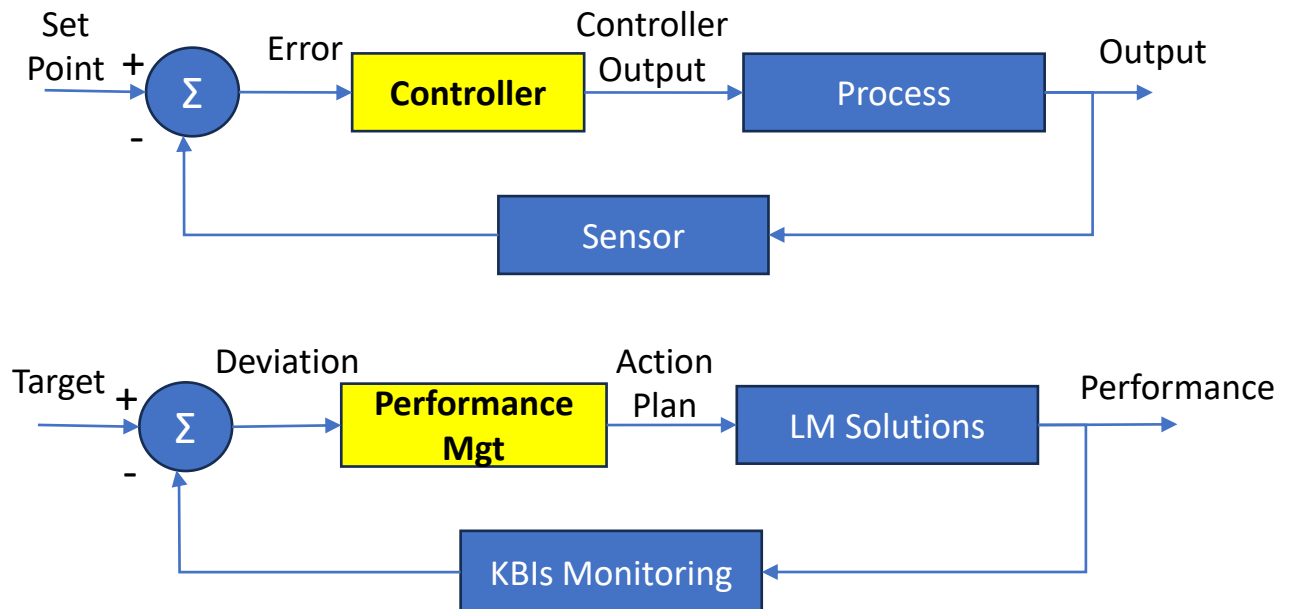 Set
Point
+
-
Σ
Error
Controller
Controller
Output
Process
Output
Sensor
Target
+
-
Σ
Deviation
Performance
Mgt
Action
Plan
LM Solutions
Performance
KBIs Monitoring